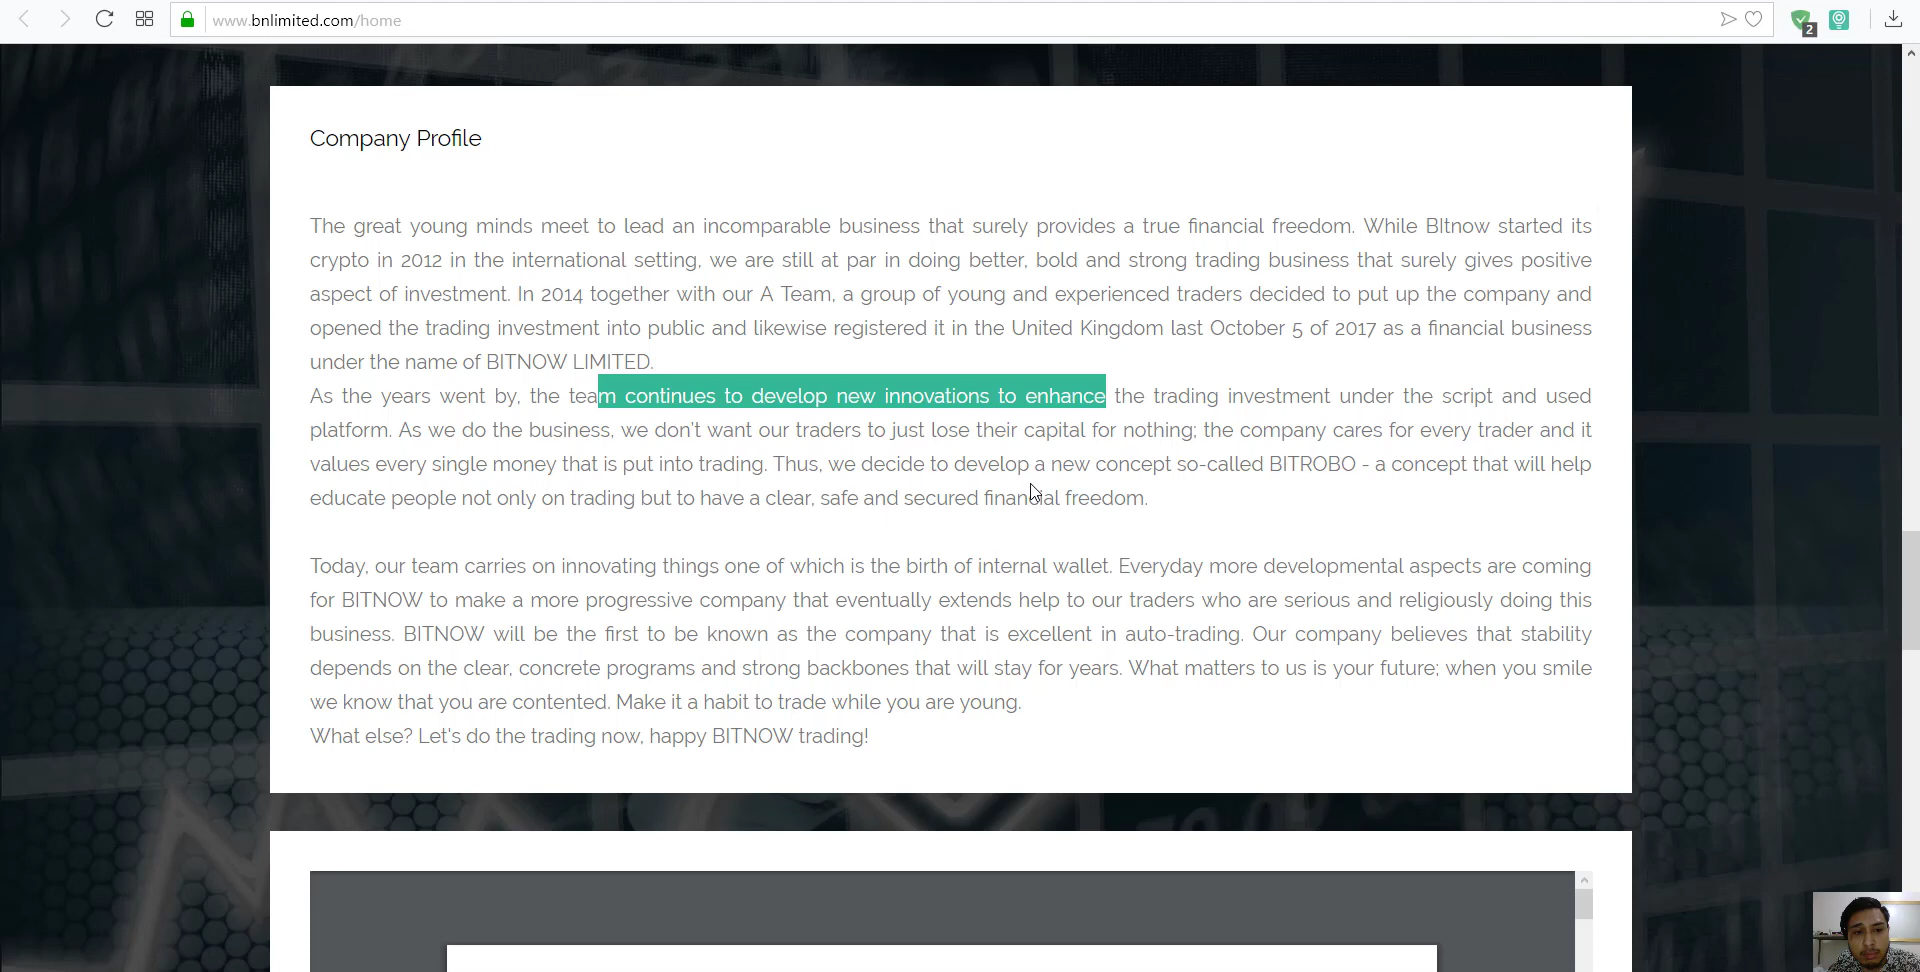 www.bnlimited.com/home
2
Company Profile
The great young minds meet to lead an incomparable business that surely provides a true financial freedom. While BItnow started its
crypto in 2012 in the international setting, we are still at par in doing better, bold and strong trading business that surely gives positive
aspect of investment. In 2014 together with our A Team, a group of young and experienced traders decided to put up the company and
opened the trading investment into public and likewise registered it in the United Kingdom last October 5 of 2017 as a financial business
under the name of BITNOW LIMITED.
As the years went by, the team continues to develop new innovations to enhance the trading investment under the script and used
platform. As we do the business, we don't want our traders to just lose their capital for nothing; the company cares for every trader and it
values every single money that is put into trading. Thus, we decide to develop a new concept so-called BITROBO - a concept that will help
educate people not only on trading but to have a clear, safe and secured financial freedom.
Today, our team carries on innovating things one of which is the birth of internal wallet. Everyday more developmental aspects are coming
for BITNOW to make a more progressive company that eventually extends help to our traders who are serious and religiously doing this
business. BITNOW will be the first to be known as the company that is excellent in auto-trading. Our company believes that stability
depends on the clear, concrete programs and strong backbones that will stay for years. What matters to us is your future; when you smile
we know that you are contented. Make it a habit to trade while you are young.
What else? Let's do the trading now, happy BITNOW trading!